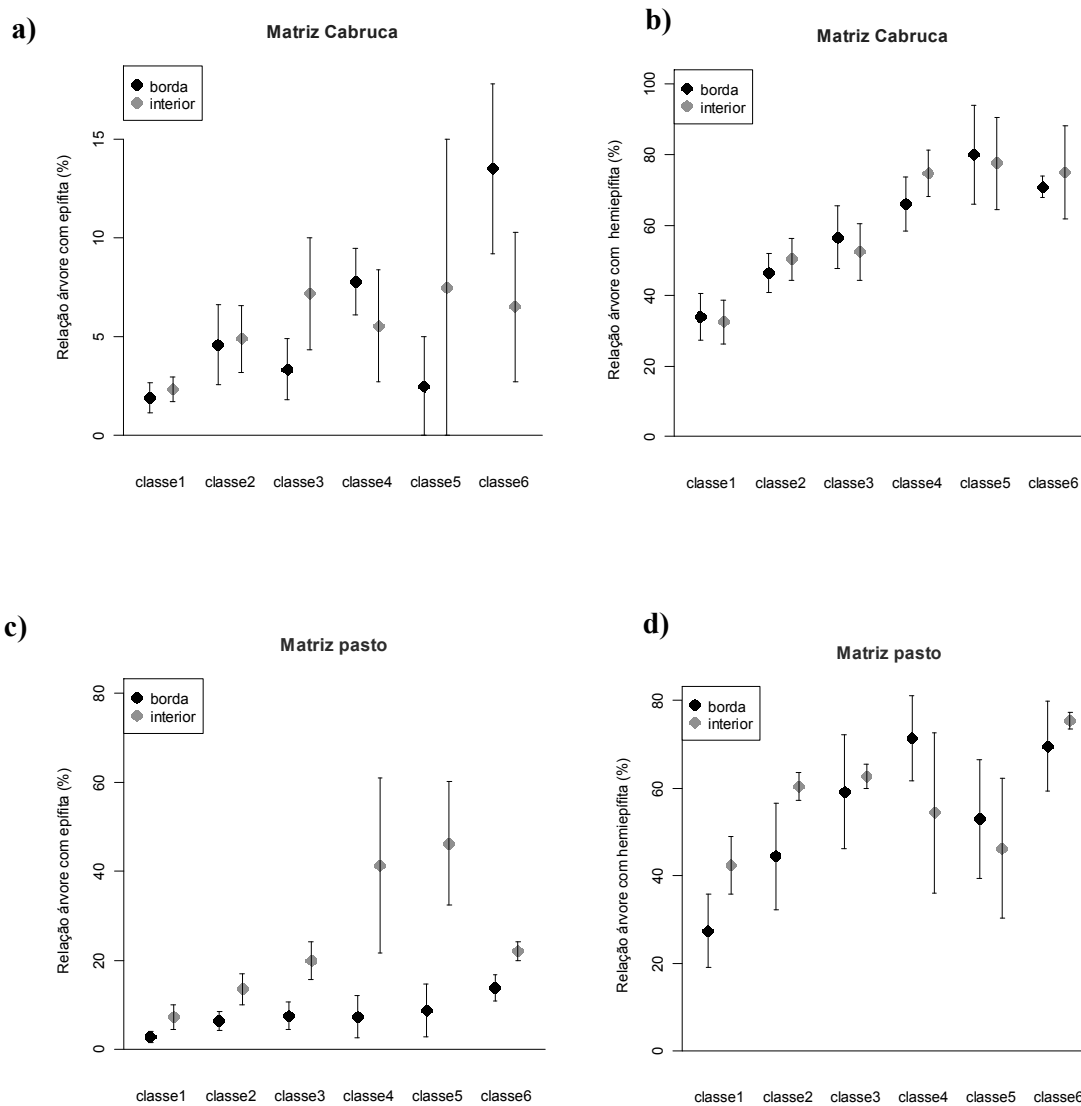 a)
Matriz Cabruca
borda
interior
Relação árvore com epífita (%)
15
10
5
0
classe1 classe2 classe3 classe4 classe5 classe6
b)
Matriz Cabruca
borda
interior
Relação árvore com hemiepífita (%)
100
80
60
40
20
0
classe1 classe2 classe3 classe4 classe5 classe6
c)
Matriz pasto
borda
interior
Relação árvore com epífita (%)
80
60
40
20
0
classe1 classe2 classe3 classe4 classe5 classe6
d)
Matriz pasto
borda
interior
Relação árvore com hemiepífita (%)
80
60
40
20
0
classe1 classe2 classe3 classe4 classe5 classe6